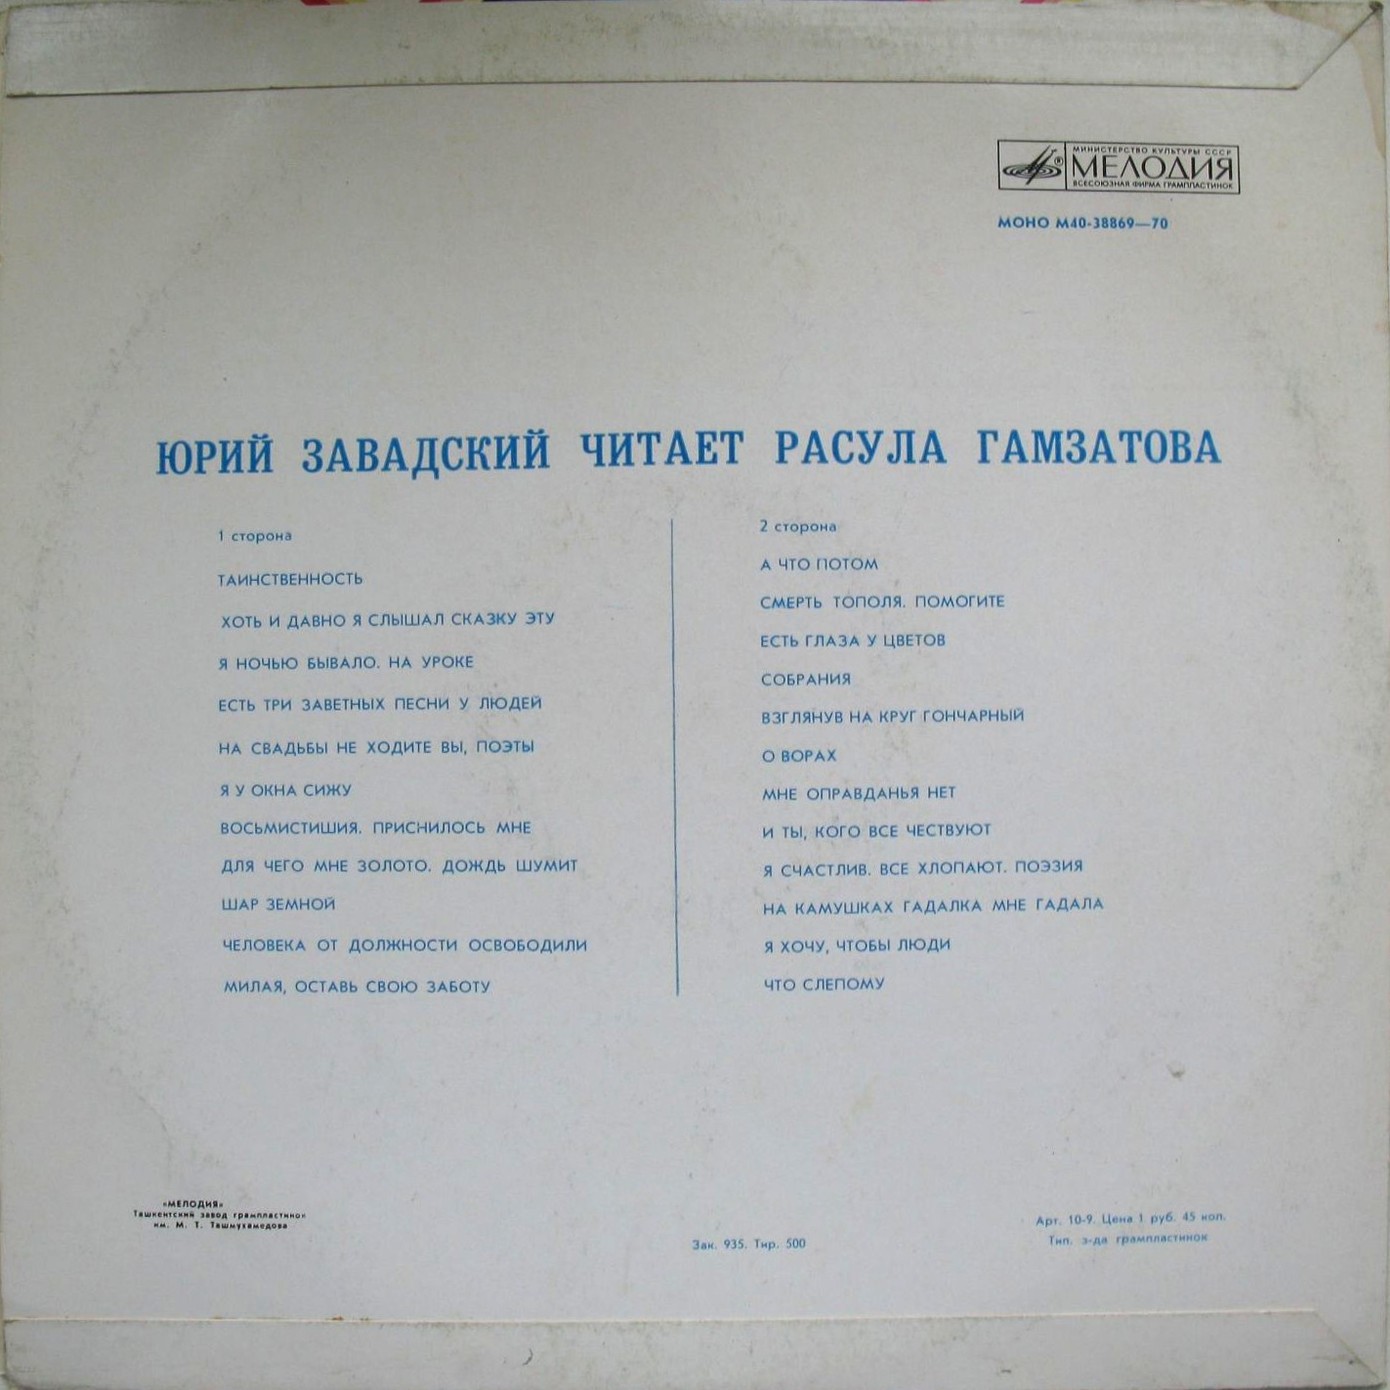 МИНИСТЕРСТВО КУЛЬТУРЫ СССР
МЕЛОДИЯ
ВСЕСОЮЗНАЯ ФИРМА ГРАМПЛАСТИНОК
МОНО М40-38869—70
ЮРИЙ ЗАВАДСКИЙ ЧИТАЕТ РАСУЛА ГАМЗАТОВА
1 сторона
ТАИНСТВЕННОСТЬ
ХОТЬ И ДАВНО Я СЛЫШАЛ СКАЗКУ ЭТУ
Я НОЧЬЮ БЫВАЛО. НА УРОКЕ
ЕСТЬ ТРИ ЗАВЕТНЫХ ПЕСНИ У ЛЮДЕЙ
НА СВАДЬБЫ НЕ ХОДИТЕ ВЫ, ПОЭТЫ
Я У ОКНА СИЖУ
ВОСЬМИСТИШИЯ. ПРИСНИЛОСЬ МНЕ
ДЛЯ ЧЕГО МНЕ ЗОЛОТО. ДОЖДЬ ШУМИТ
ШАР ЗЕМНОЙ
ЧЕЛОВЕКА ОТ ДОЛЖНОСТИ ОСВОБОДИЛИ
МИЛАЯ, ОСТАВЬ СВОЮ ЗАБОТУ
2 сторона
А ЧТО ПОТОМ
СМЕРТЬ ТОПОЛЯ. ПОМОГИТЕ
ЕСТЬ ГЛАЗА У ЦВЕТОВ
СОБРАНИЯ
ВЗГЛЯНУВ НА КРУГ ГОНЧАРНЫЙ
О ВОРАХ
МНЕ ОПРАВДАНЬЯ НЕТ
И ТЫ, КОГО ВСЕ ЧЕСТВУЮТ
Я СЧАСТЛИВ. ВСЕ ХЛОПАЮТ. ПОЭЗИЯ
НА КАМУШКАХ ГАДАЛКА МНЕ ГАДАЛА
Я ХОЧУ, ЧТОБЫ ЛЮДИ
ЧТО СЛЕПОМУ
«МЕЛОДИЯ»
Ташкентский завод грампластинок
им. М. Т. Ташмухамедова
Зак. 935. Тир. 500
Арт. 10-9. Цена 1 руб. 45 коп.
Тип. з-да грампластинок